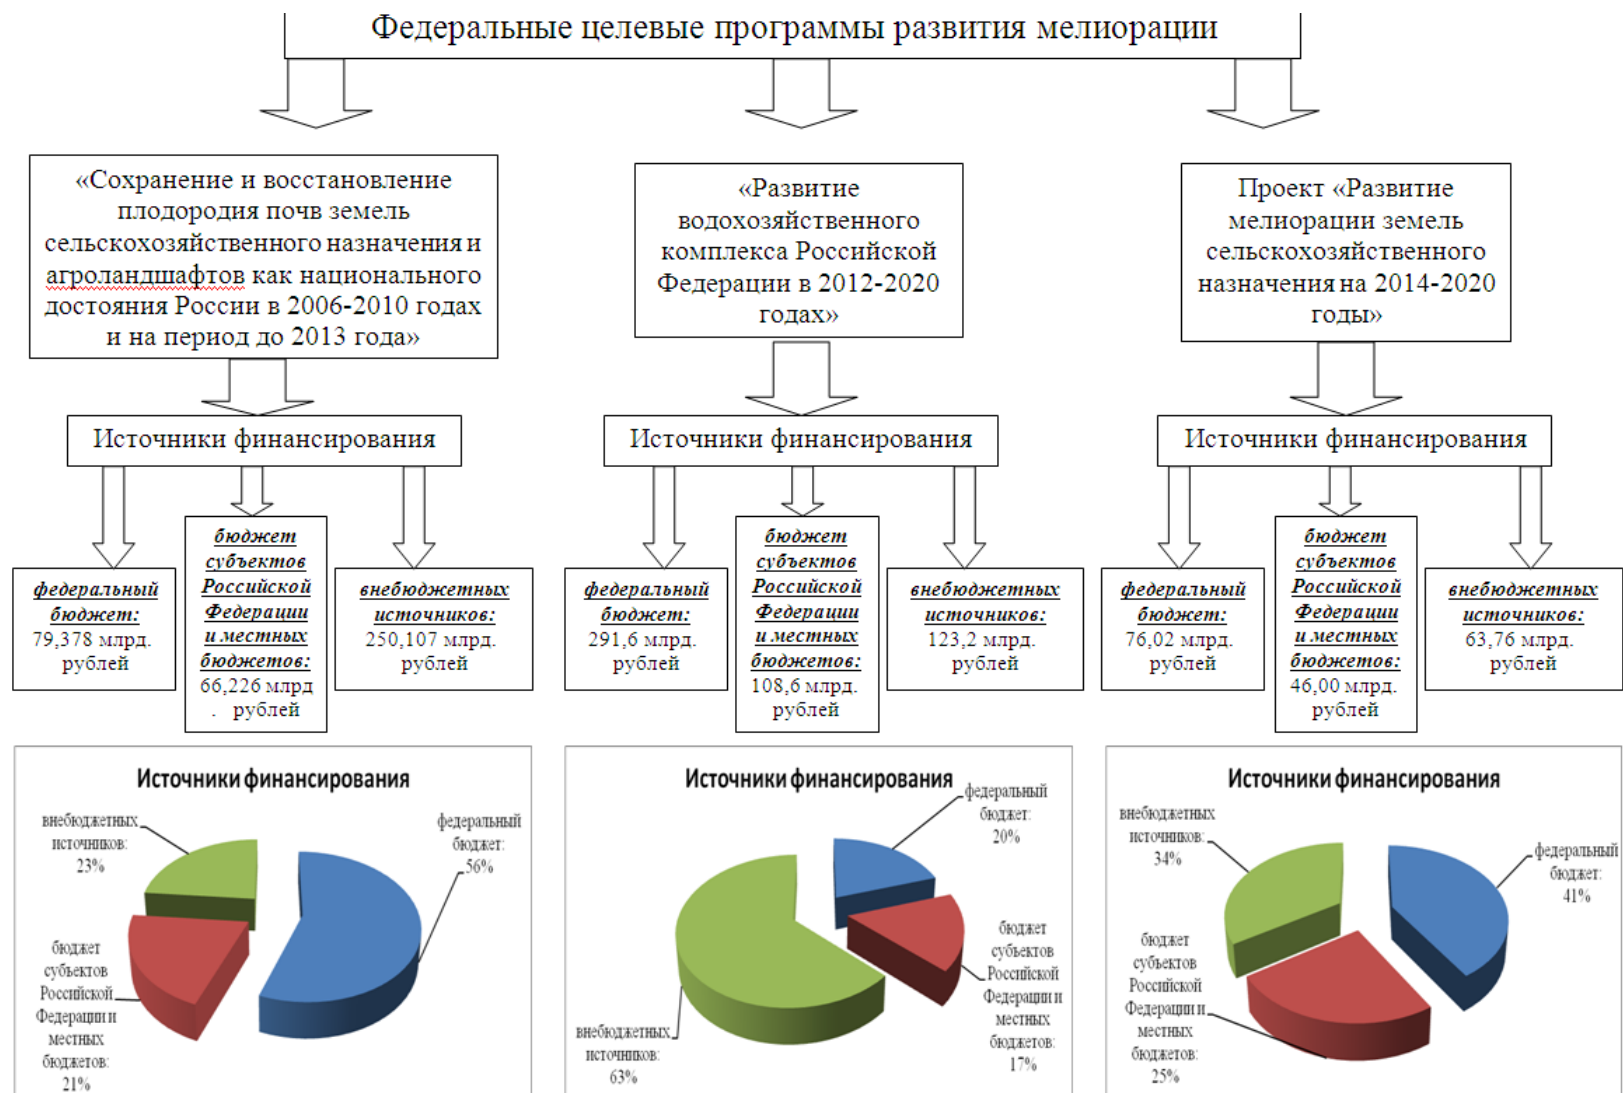 Федеральные целевые программы развития мелиорации
«Сохранение и восстановление
плодородия почв земель
сельскохозяйственного назначения и
агроландшафтов как национального
достояния России в 2006-2010 годах
и на период до 2013 года»
«Развитие
водохозяйственного
комплекса Российской
Федерации в 2012-2020
годах»
Проект «Развитие
мелиорации земель
сельскохозяйственного
назначения на 2014-2020
годы»
Источники финансирования
Источники финансирования
Источники финансирования
федеральный
бюджет:
79,378 млрд.
рублей
бюджет
субъектов
Российской
Федерации
и местных
бюджетов:
66,226 млрд
. рублей
внебюджетных
источников:
250,107 млрд.
рублей
федеральный
бюджет:
291,6 млрд.
рублей
бюджет
субъектов
Российской
Федерации
и местных
бюджетов:
108,6 млрд.
рублей
внебюджетных
источников:
123,2 млрд.
рублей
федеральный
бюджет:
76,02 млрд.
рублей
бюджет
субъектов
Российской
Федерации
и местных
бюджетов:
46,00 млрд.
рублей
внебюджетных
источников:
63,76 млрд.
рублей
Источники финансирования
внебюджетных
источников:
23%
федеральный
бюджет:
56%
бюджет
субъектов
Российской
Федерации и
местных
бюджетов:
21%
Источники финансирования
федеральный
бюджет:
20%
бюджет
субъектов
Российской
Федерации и
местных
бюджетов:
17%
внебюджетных
источников:
63%
Источники финансирования
внебюджетных
источников:
34%
федеральный
бюджет:
41%
бюджет
субъектов
Российской
Федерации и
местных
бюджетов:
25%